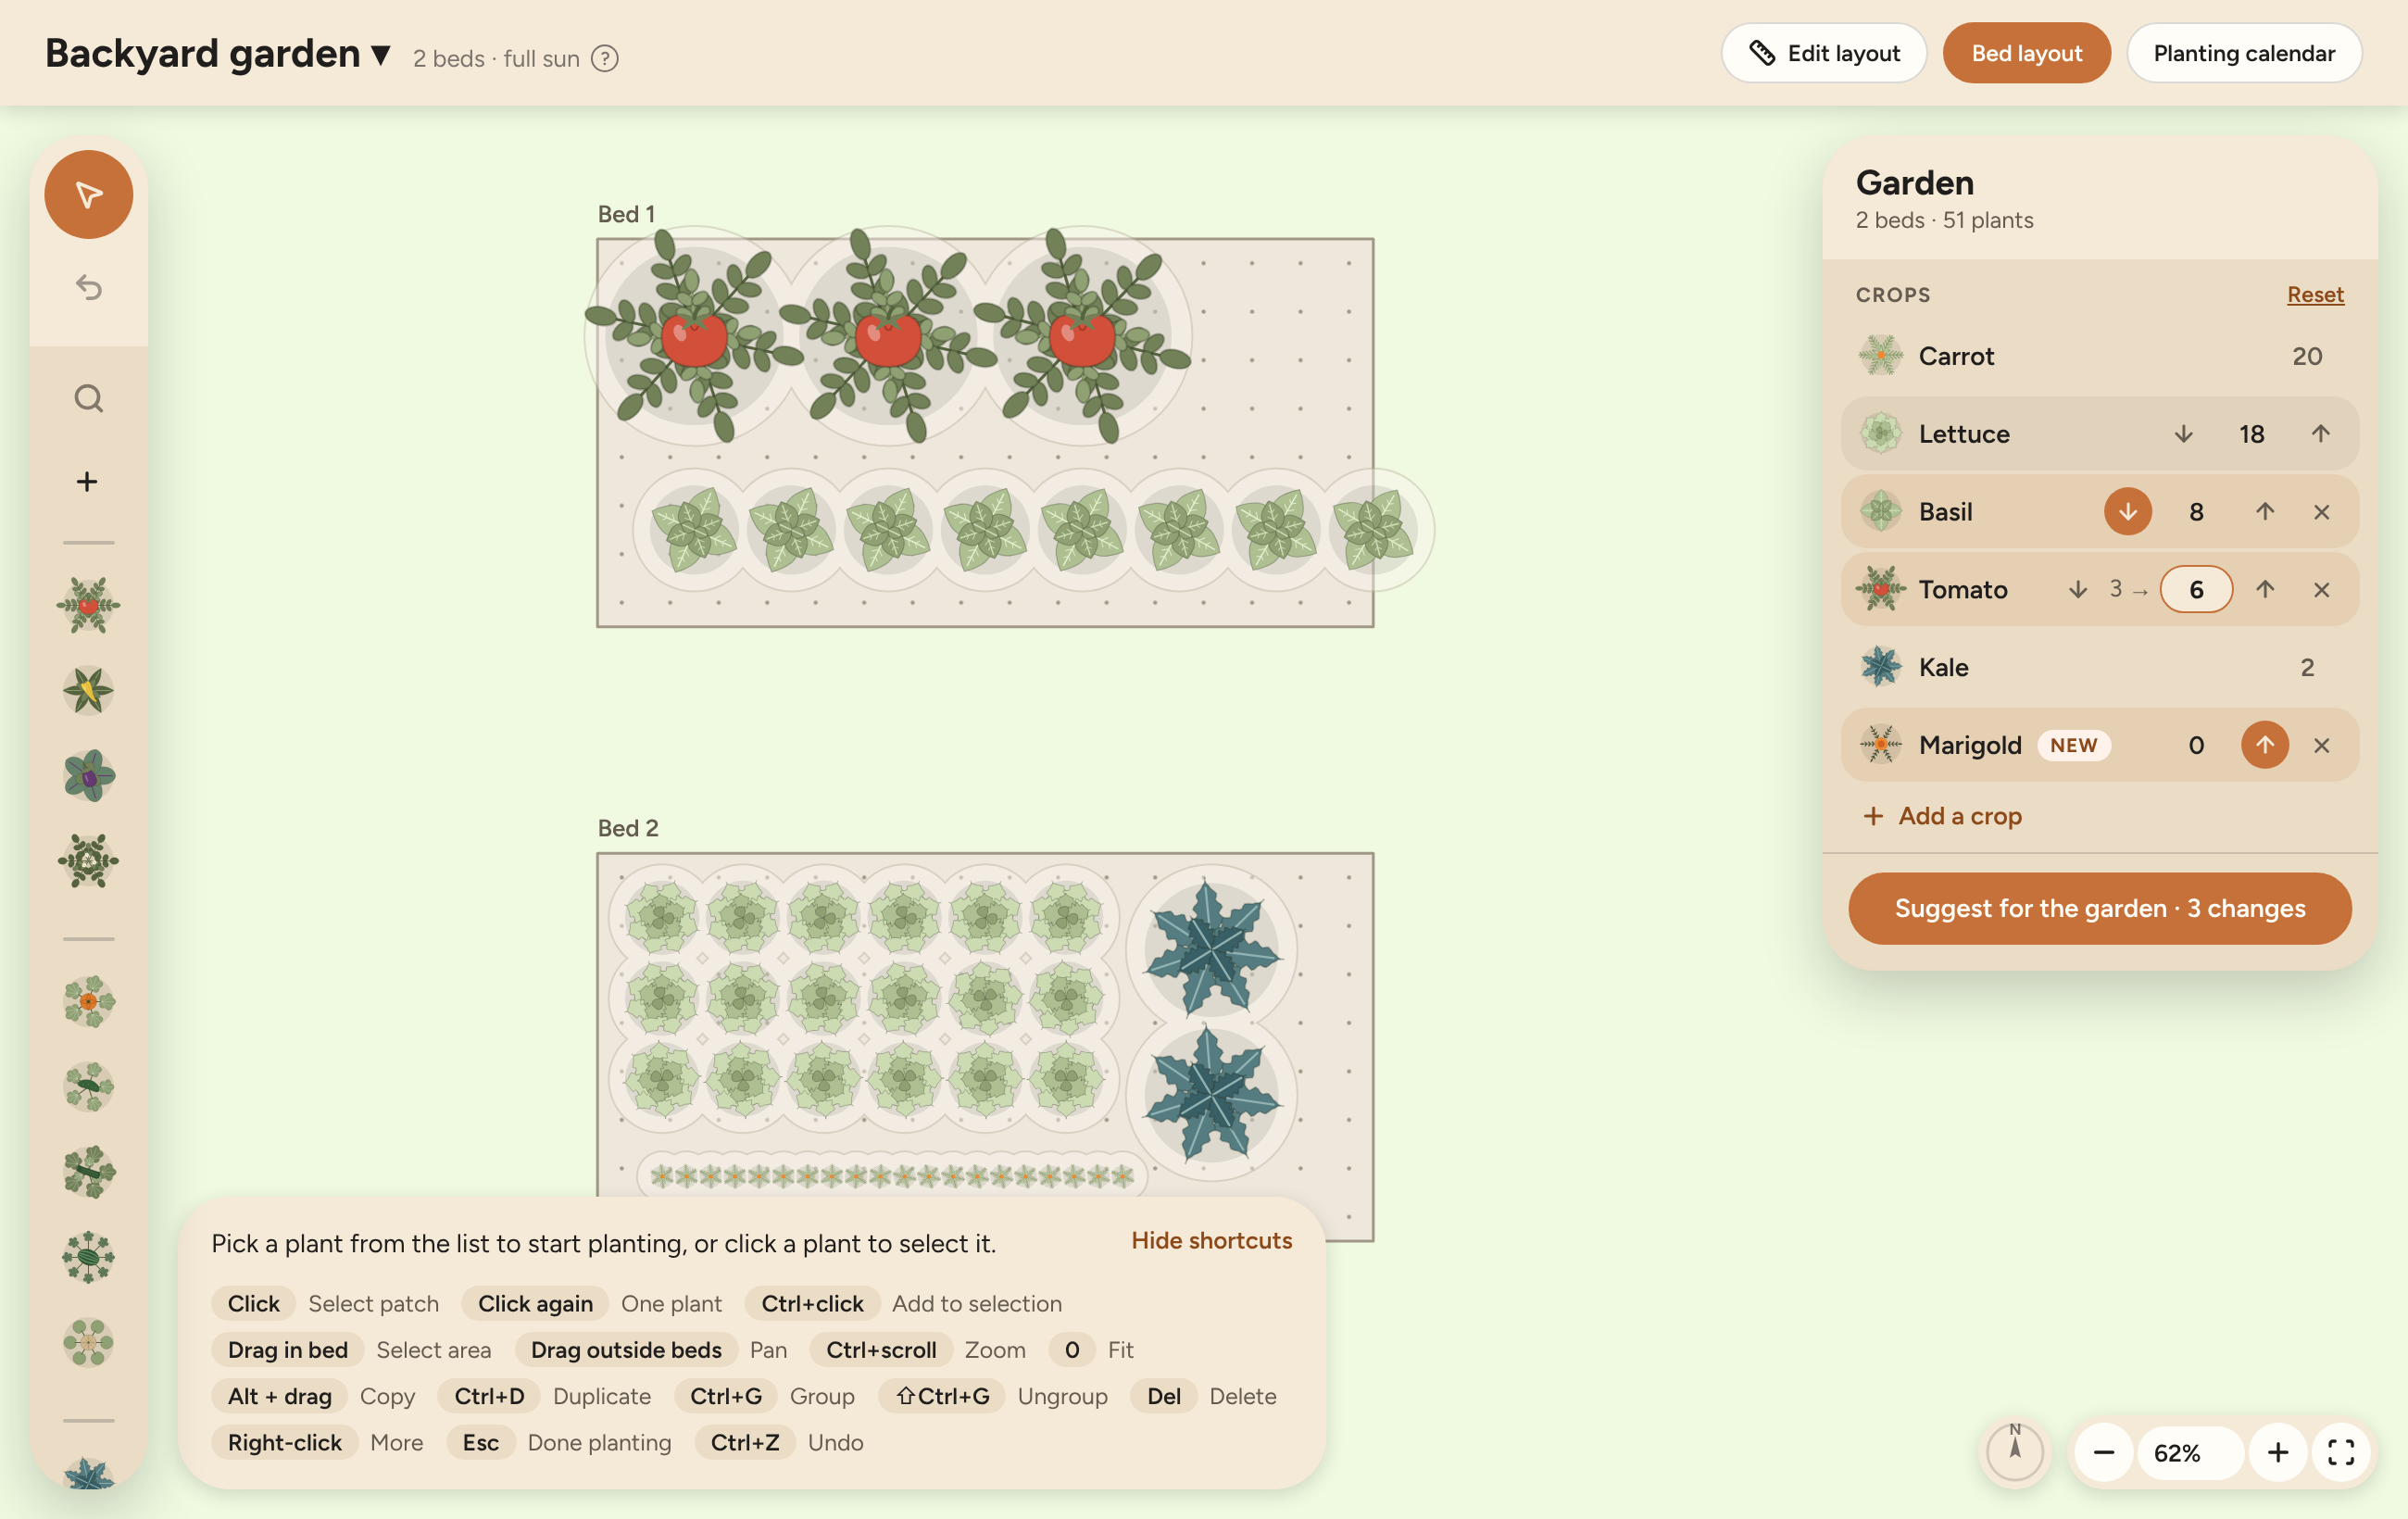 Backyard garden ▼ 2 beds · full sun ?
Edit layout
Bed layout
Planting calendar
Bed 1
Bed 2
Garden
2 beds · 51 plants
CROPS Reset
Carrot 20
Lettuce ↓ 18 ↑
Basil ↓ 8 ↑ ×
Tomato ↓ 3 → 6 ↑ ×
Kale 2
Marigold NEW 0 ↑ ×
+ Add a crop
Suggest for the garden · 3 changes
Pick a plant from the list to start planting, or click a plant to select it. Hide shortcuts
Click Select patch Click again One plant Ctrl+click Add to selection
Drag in bed Select area Drag outside beds Pan Ctrl+scroll Zoom 0 Fit
Alt + drag Copy Ctrl+D Duplicate Ctrl+G Group ⇧Ctrl+G Ungroup Del Delete
Right-click More Esc Done planting Ctrl+Z Undo
N
− 62% +